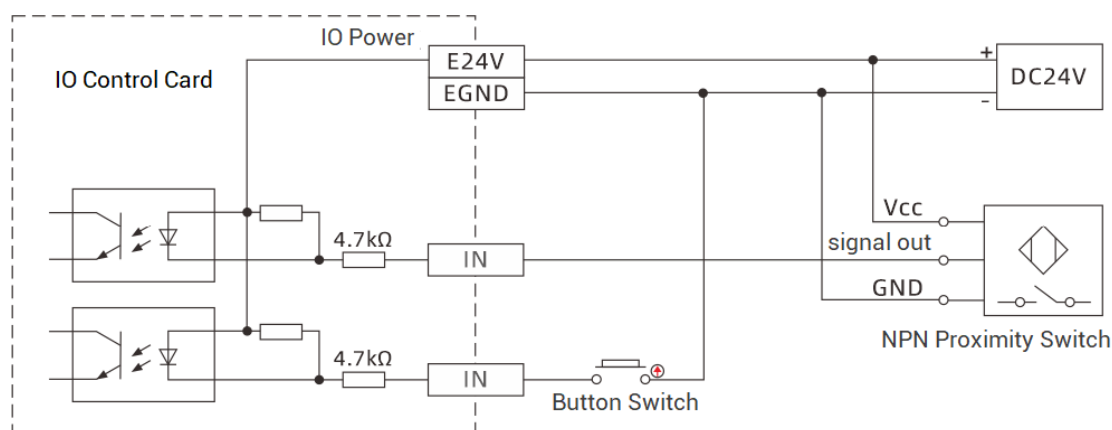 IO Power
IO Control Card
E24V
EGND
+
DC24V
-
Vcc
4.7kΩ
IN
signal out
GND
NPN Proximity Switch
4.7kΩ
IN
Button Switch